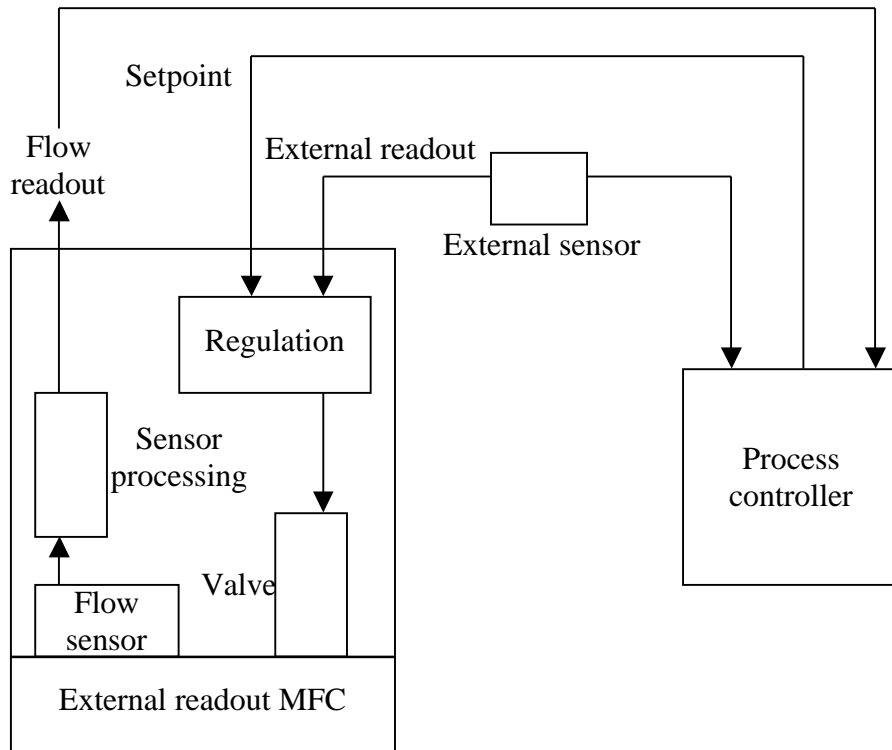 Setpoint
Flow
readout
External readout
External sensor
Regulation
Sensor
processing
Process
controller
Valve
Flow
sensor
External readout MFC